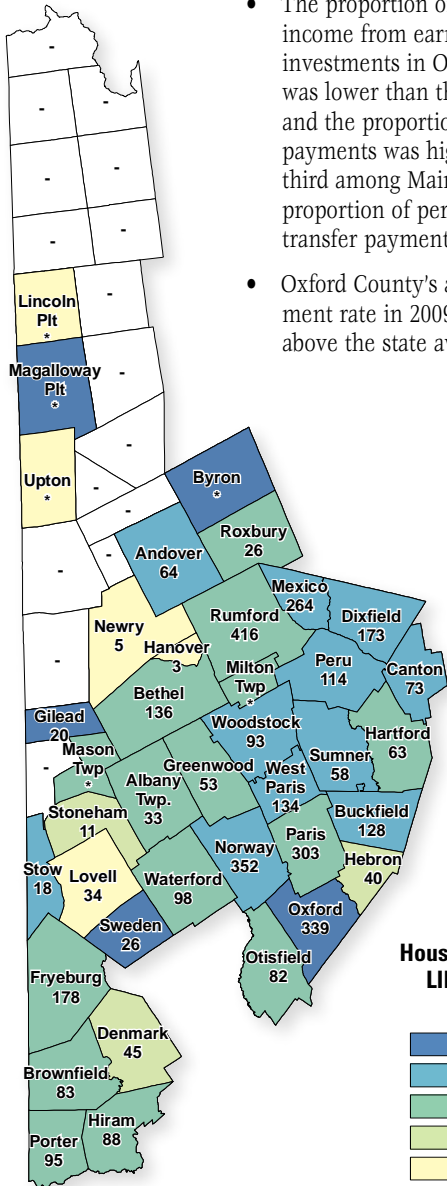 • The proportion o
income from earn
investments in O
was lower than th
and the proportio
payments was hig
third among Main
proportion of per
transfer payment
• Oxford County's a
ment rate in 2009
above the state av
-
-
-
-
-
-
-
-
-
Lincoln
Plt
*
-
Magalloway
Plt
*
-
-
Upton
*
-
-
Byron
*
Roxbury
26
-
-
Andover
64
Mexico
264
Dixfield
173
Rumford
416
Newry
5
Hanover
3
-
Milton
Twp
*
Peru
114
Canton
73
Bethel
136
Gilead
20
Woodstock
93
Hartford
63
Mason
Twp
*
-
Greenwood
53
Sumner
58
West
Paris
134
Albany
Twp.
33
Stoneham
11
Buckfield
128
Paris
303
Norway
352
Hebron
40
Stow
18
Lovell
34
Waterford
98
Oxford
339
Sweden
26
Otisfield
82
Hous
LI
Fryeburg
178
Denmark
45
Brownfield
83
Hiram
88
Porter
95